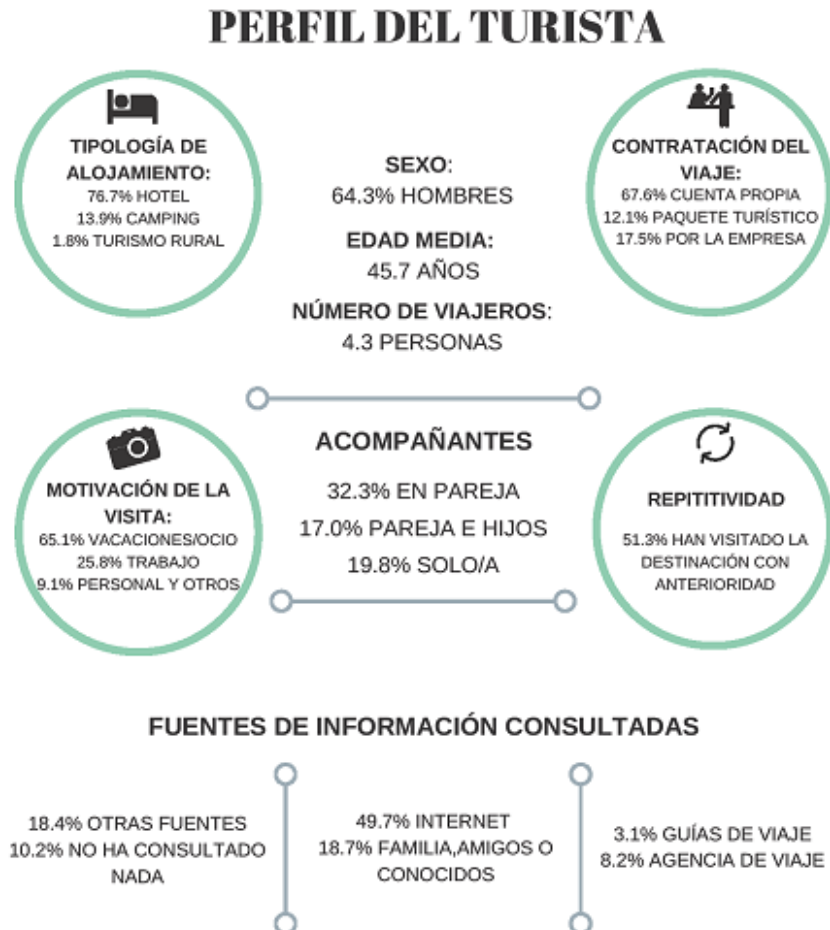 PERFIL DEL TURISTA
TIPOLOGÍA DE
ALOJAMIENTO:
76.7% HOTEL
13.9% CAMPING
1.8% TURISMO RURAL
SEXO:
64.3% HOMBRES
EDAD MEDIA:
45.7 AÑOS
NÚMERO DE VIAJEROS:
4.3 PERSONAS
CONTRATACIÓN DEL
VIAJE:
67.6% CUENTA PROPIA
12.1% PAQUETE TURÍSTICO
17.5% POR LA EMPRESA
MOTIVACIÓN DE LA
VISITA:
65.1% VACACIONES/OCIO
25.8% TRABAJO
9.1% PERSONAL Y OTROS
ACOMPAÑANTES
32.3% EN PAREJA
17.0% PAREJA E HIJOS
19.8% SOLO/A
REPITITIVIDAD
51.3% HAN VISITADO LA
DESTINACIÓN CON
ANTERIORIDAD
FUENTES DE INFORMACIÓN CONSULTADAS
18.4% OTRAS FUENTES
10.2% NO HA CONSULTADO
NADA
49.7% INTERNET
18.7% FAMILIA,AMIGOS O
CONOCIDOS
3.1% GUÍAS DE VIAJE
8.2% AGENCIA DE VIAJE